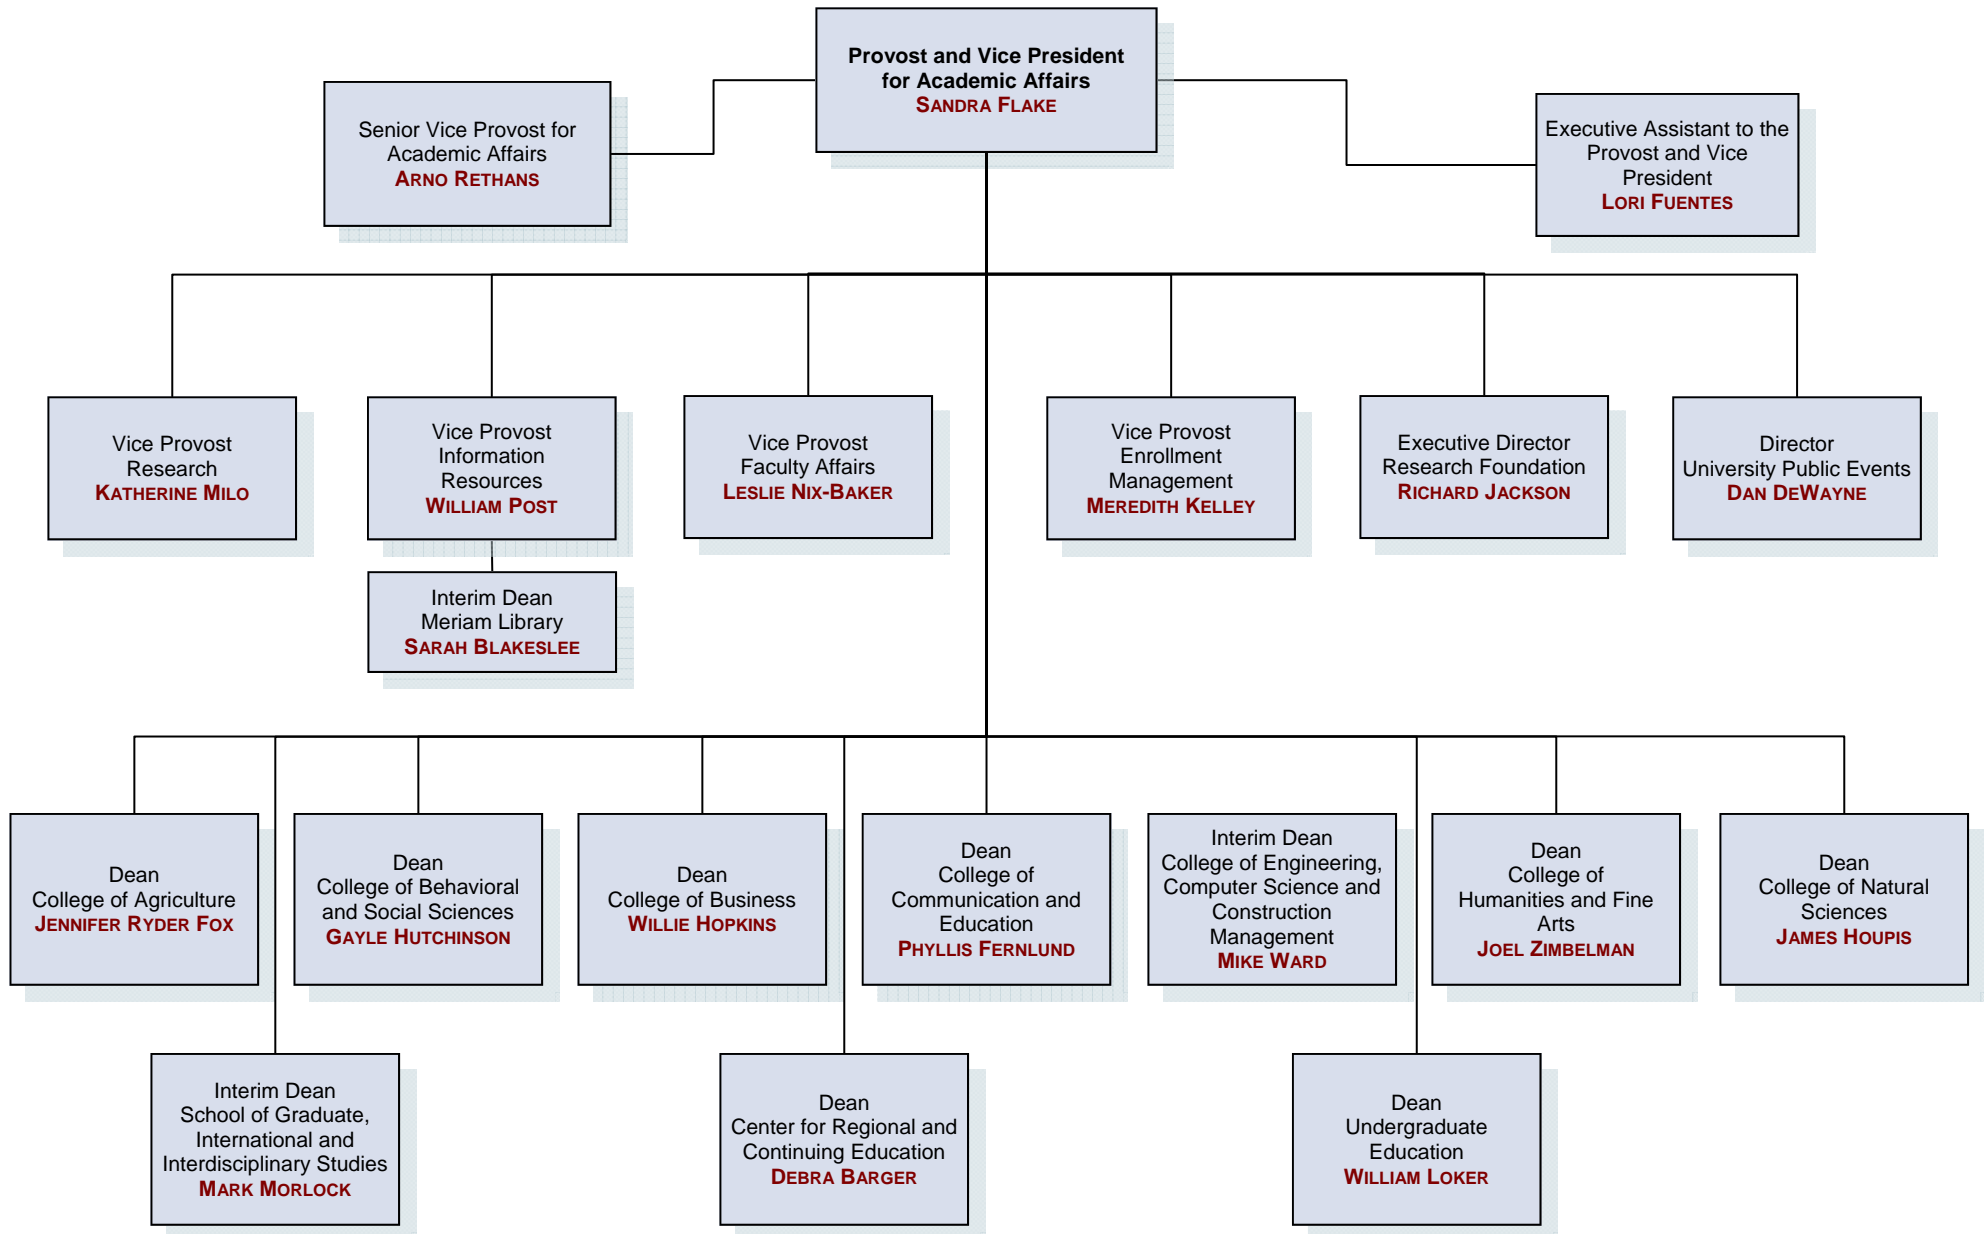 Provost and Vice President
for Academic Affairs
SANDRA FLAKE
Senior Vice Provost for
Academic Affairs
ARNO RETHANS
Executive Assistant to the
Provost and Vice
President
LORI FUENTES
Vice Provost
Research
KATHERINE MILO
Vice Provost
Information
Resources
WILLIAM POST
Vice Provost
Faculty Affairs
LESLIE NIX-BAKER
Vice Provost
Enrollment
Management
MEREDITH KELLEY
Executive Director
Research Foundation
RICHARD JACKSON
Director
University Public Events
DAN DEWAYNE
Interim Dean
Meriam Library
SARAH BLAKESLEE
Dean
College of Agriculture
JENNIFER RYDER FOX
Dean
College of Behavioral
and Social Sciences
GAYLE HUTCHINSON
Dean
College of Business
WILLIE HOPKINS
Dean
College of
Communication and
Education
PHYLLIS FERNLUND
Interim Dean
College of Engineering,
Computer Science and
Construction
Management
MIKE WARD
Dean
College of
Humanities and Fine
Arts
JOEL ZIMBELMAN
Dean
College of Natural
Sciences
JAMES HOUPIS
Interim Dean
School of Graduate,
International and
Interdisciplinary Studies
MARK MORLOCK
Dean
Center for Regional and
Continuing Education
DEBRA BARGER
Dean
Undergraduate
Education
WILLIAM LOKER